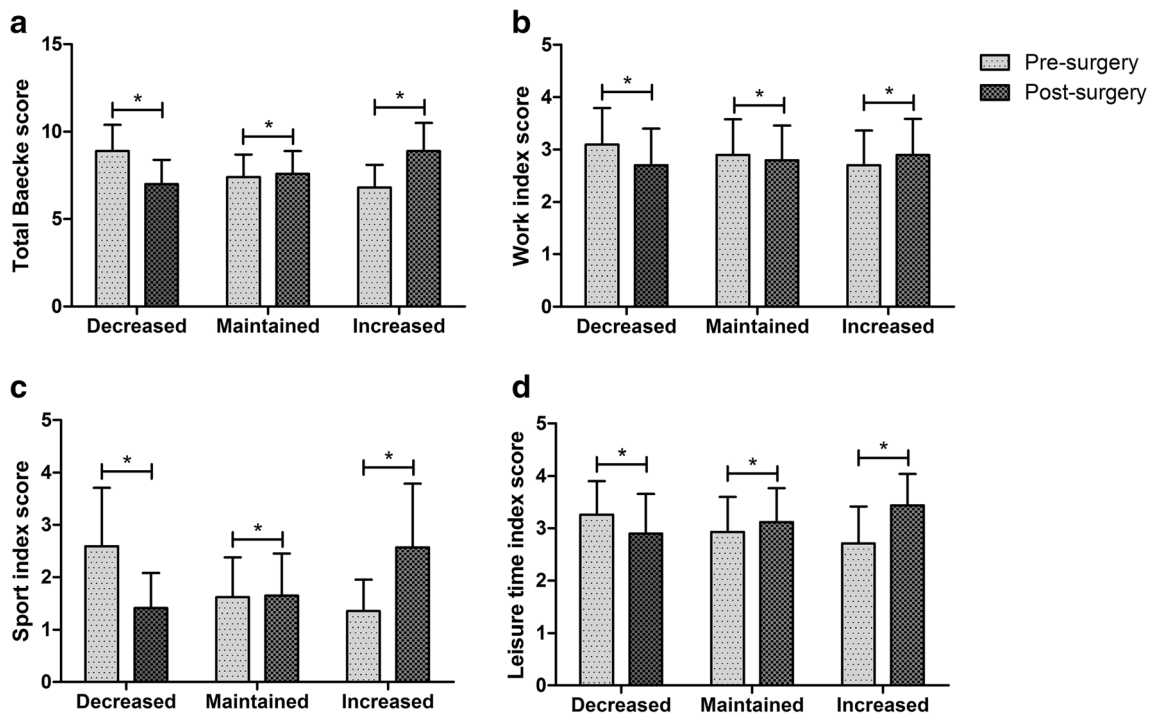 a
Total Baecke score
15
10
5
0
*
*
*
Decreased Maintained Increased
b
Work index score
5
4
3
2
1
0
*
*
*
Decreased Maintained Increased
Pre-surgery
Post-surgery
c
Sport index score
5
4
3
2
1
0
*
*
*
Decreased Maintained Increased
d
Leisure time index score
5
4
3
2
1
0
*
*
*
Decreased Maintained Increased